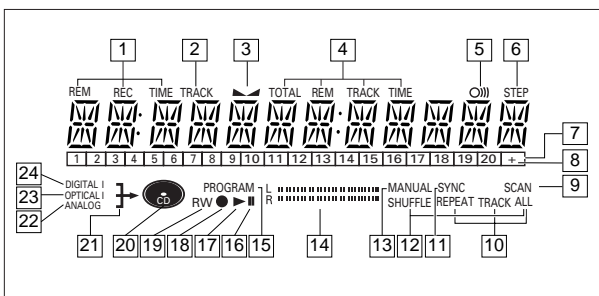 1 2 3 4 5 6
REM REC TIME TRACK TOTAL REM TRACK TIME O))) STEP
1 2 3 4 5 6 7 8 9 10 11 12 13 14 15 16 17 18 19 20 +
7
8
24 DIGITAL I
23 OPTICAL I
22 ANALOG
CD
PROGRAM
RW
L
R
MANUAL SYNC SCAN 9
SHUFFLE REPEAT TRACK ALL
21 20 19 18 17 16 15 14 13 12 11 10